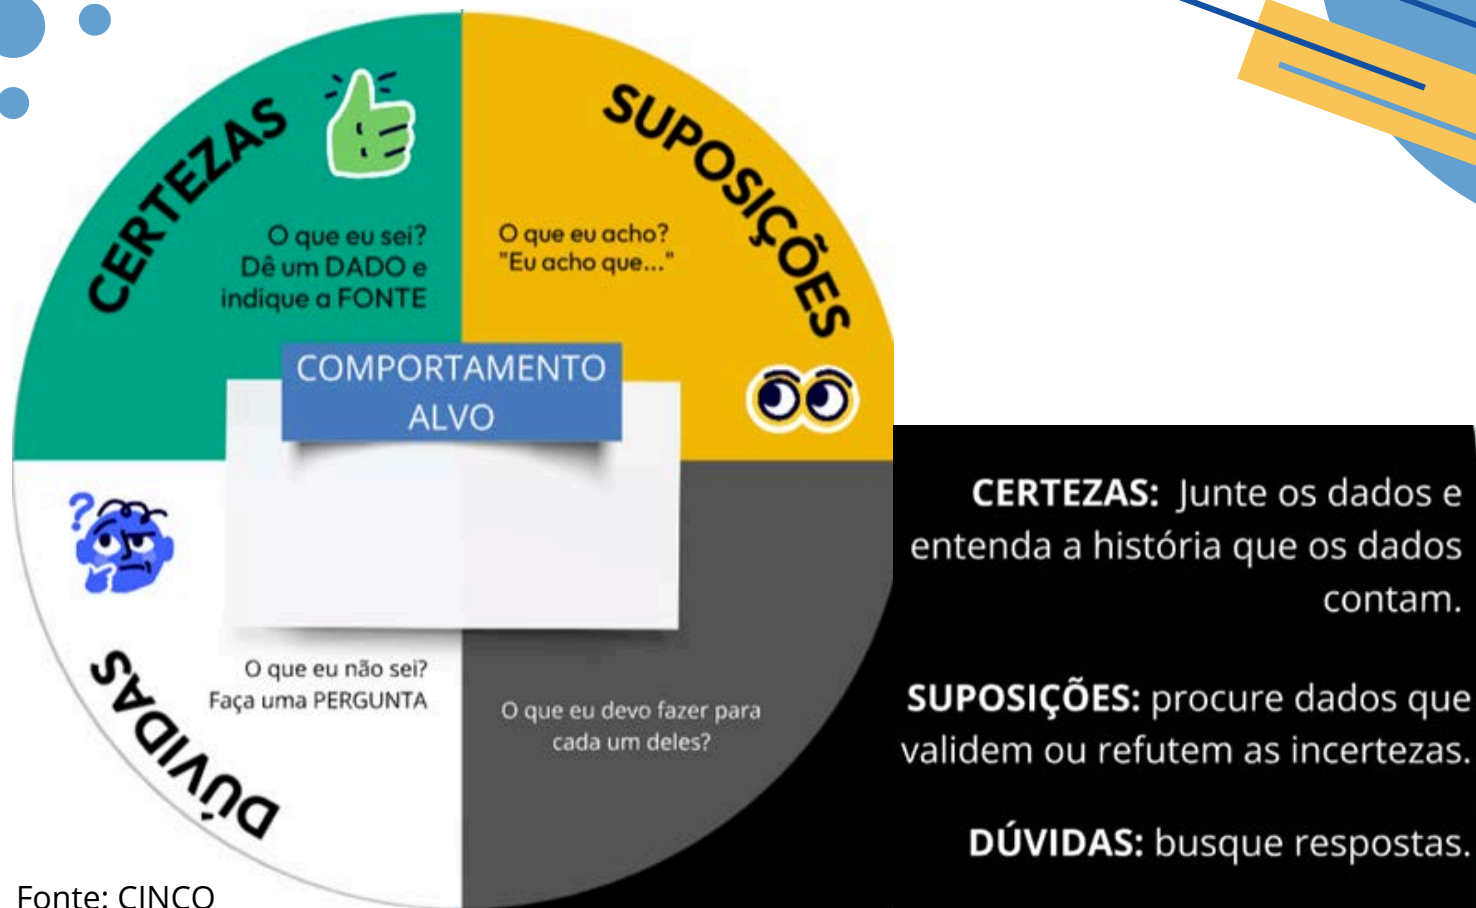 CERTEZAS
O que eu sei?
Dê um DADO e
indique a FONTE
SUPOSIÇÕES
O que eu acho?
"Eu acho que..."
COMPORTAMENTO
ALVO
?
DÚVIDAS
O que eu não sei?
Faça uma PERGUNTA
O que eu devo fazer para
cada um deles?
CERTEZAS: Junte os dados e
entenda a história que os dados
contam.
SUPOSIÇÕES: procure dados que
validem ou refutem as incertezas.
DÚVIDAS: busque respostas.
Fonte: CINCO